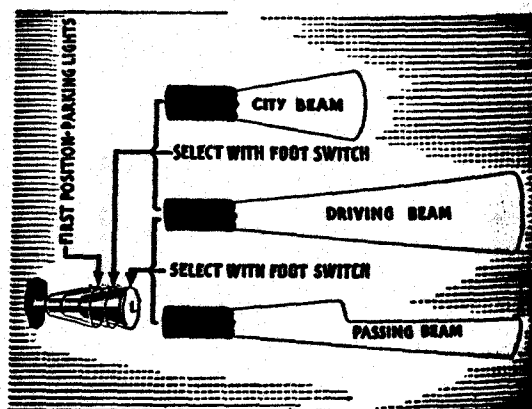 FIRST POSITION-PARKING LIGHTS
CITY BEAM
SELECT WITH FOOT SWITCH
DRIVING BEAM
SELECT WITH FOOT SWITCH
L
PASSING BEAM